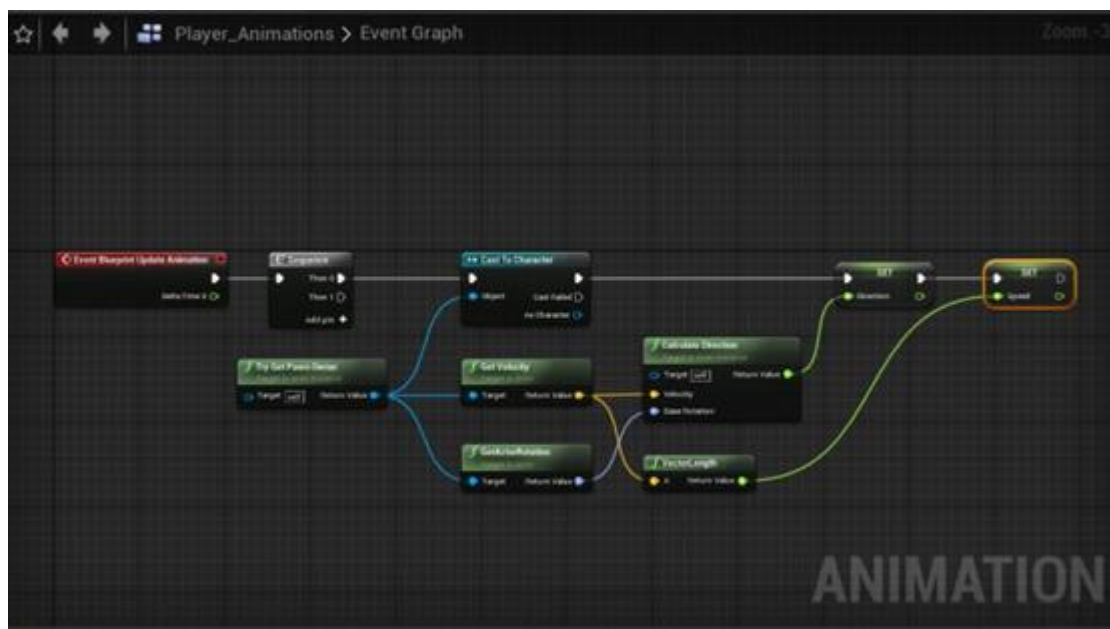 Player_Animations > Event Graph
Zoom -3
Event Blueprint Update Animation
Delta Time X
Sequence
Then 0
Then 1
Add pin +
Cast To Character
Object
Cast Failed
As Character
SET
Direction
SET
Speed
Try Get Pawn Owner
Target self
Return Value
Get Velocity
Target
Return Value
Calculate Direction
Target self
Return Value
Velocity
Base Rotation
GetActorRotation
Target
Return Value
VectorLength
A
Return Value
ANIMATION